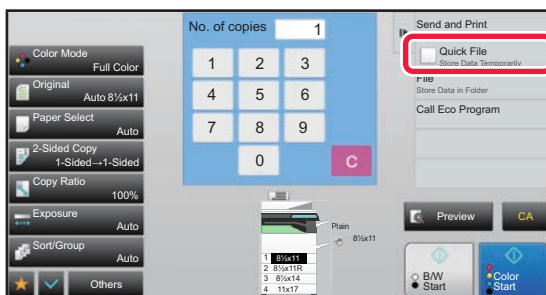 Color Mode
Full Color
Original
Auto 8½x11
Paper Select
Auto
2-Sided Copy
1-Sided→1-Sided
Copy Ratio
100%
Exposure
Auto
Sort/Group
Auto
Others
No. of copies 1
1 2 3
4 5 6
7 8 9
0 C
Plain
8½x11
1 8½x11
2 8½x11R
3 8½x14
4 11x17
Send and Print
Quick File
Store Data Temporarily
File
Store Data in Folder
Call Eco Program
Preview
CA
B/W
Start
Color
Start